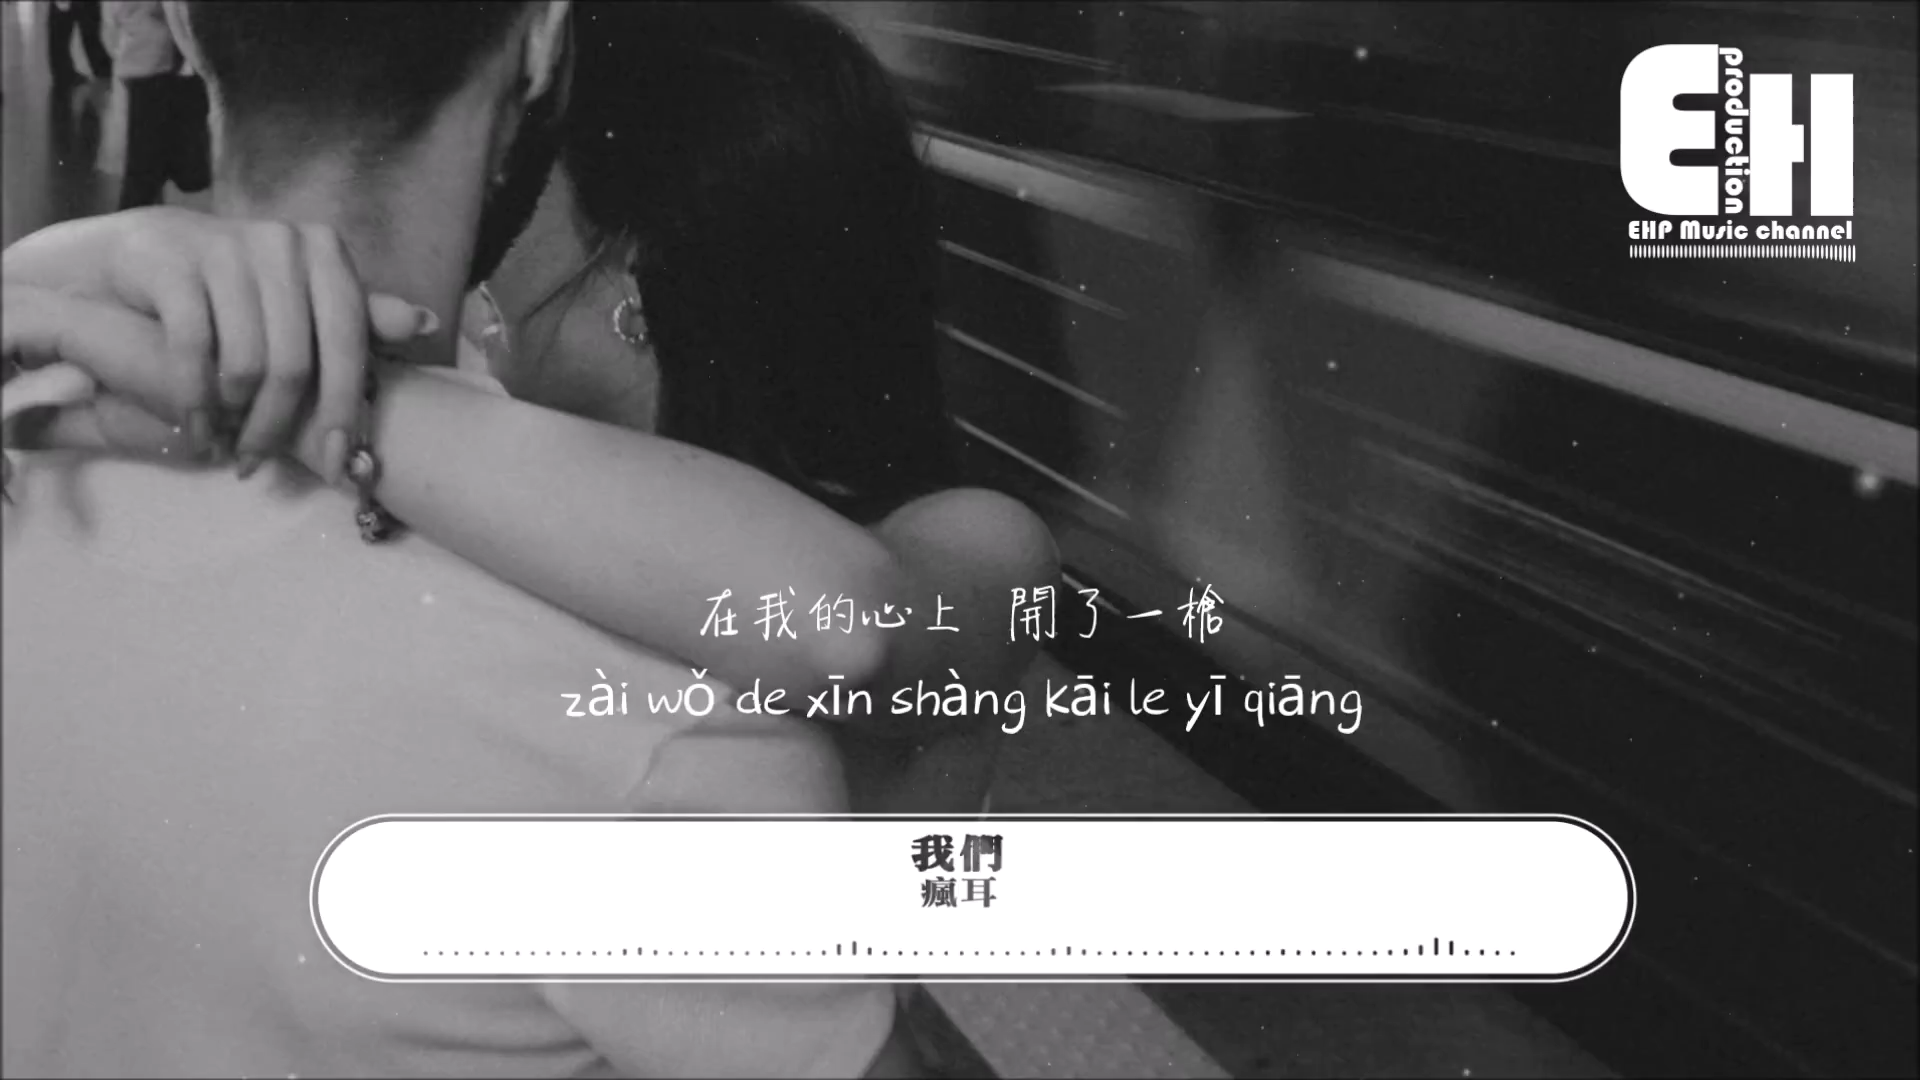 EH
production
EHP Music channel
在我的心上 開了一槍
zài wǒ de xīn shàng kāi le yī qiāng
我們
瘋耳